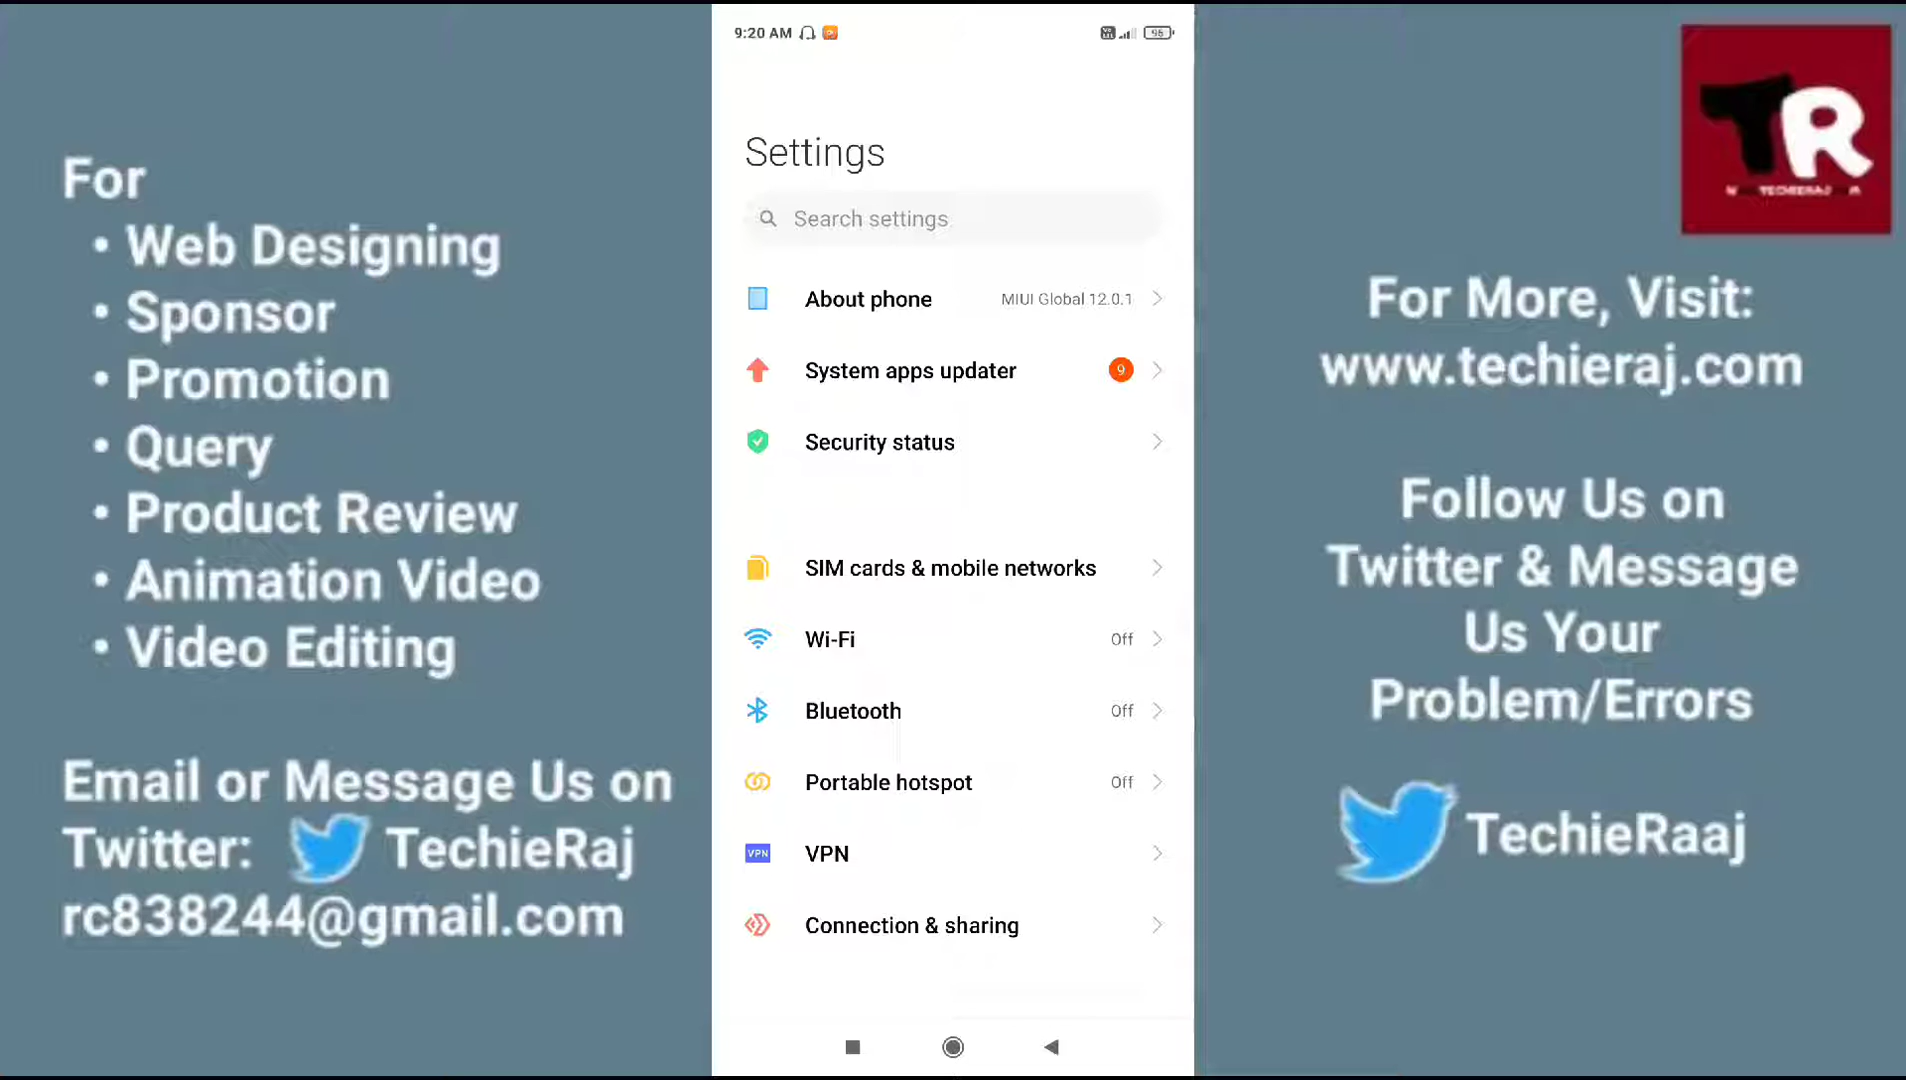 For
• Web Designing
• Sponsor
• Promotion
• Query
• Product Review
• Animation Video
• Video Editing
Email or Message Us on
Twitter: TechieRaj
rc838244@gmail.com
9:20 AM
96
Settings
Search settings
About phone MIUI Global 12.0.1
System apps updater 9
Security status
SIM cards & mobile networks
Wi-Fi Off
Bluetooth Off
Portable hotspot Off
VPN VPN
Connection & sharing
TR
For More, Visit:
www.techieraj.com
Follow Us on
Twitter & Message
Us Your
Problem/Errors
TechieRaaj